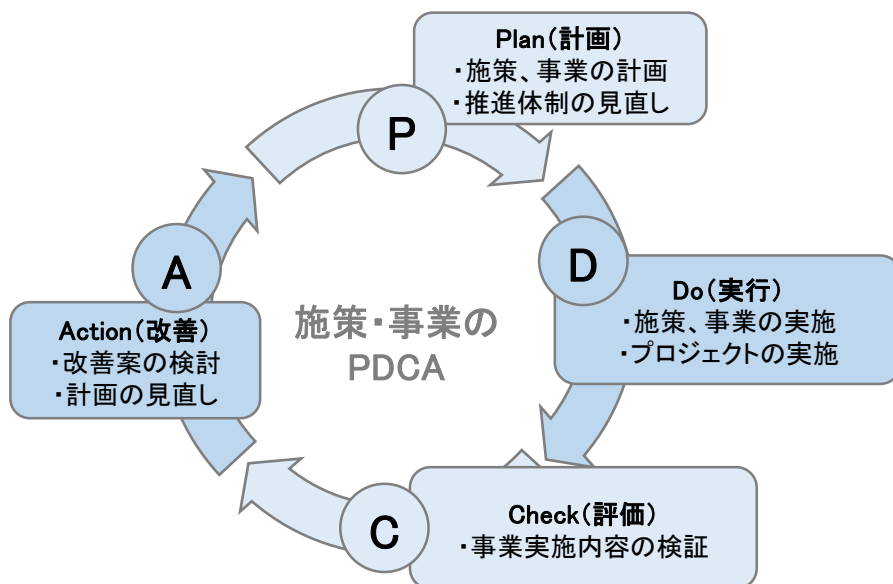 P
Plan(計画)
・施策、事業の計画
・推進体制の見直し
D
Do(実行)
・施策、事業の実施
・プロジェクトの実施
C
Check(評価)
・事業実施内容の検証
A
Action(改善)
・改善案の検討
・計画の見直し
施策・事業の
PDCA